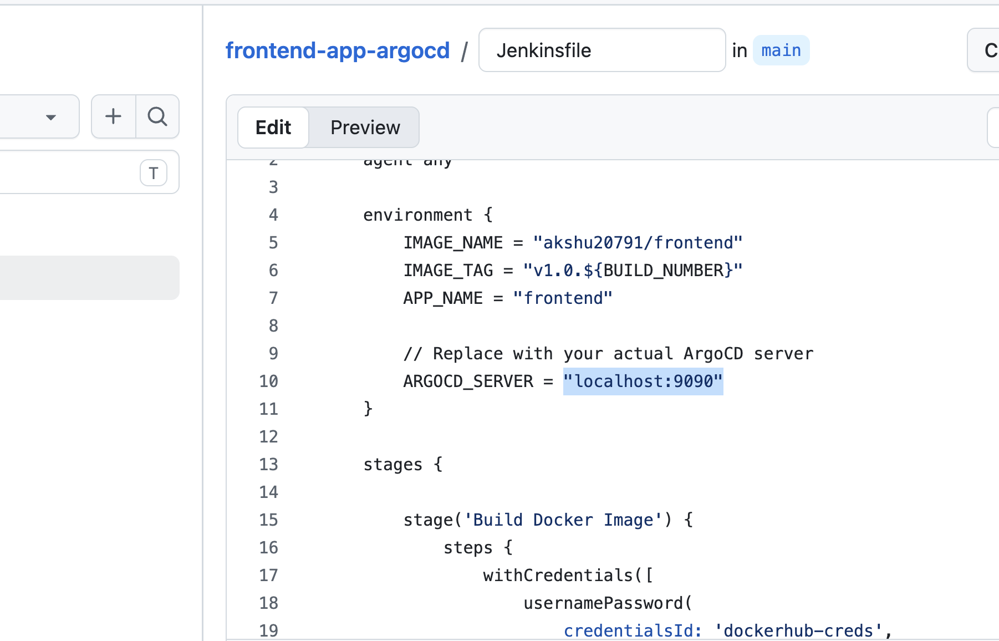 frontend-app-argocd / Jenkinsfile in main
C
T
Edit Preview
2 agent any
3
4 environment {
5 IMAGE_NAME = "akshu20791/frontend"
6 IMAGE_TAG = "v1.0.${BUILD_NUMBER}"
7 APP_NAME = "frontend"
8
9 // Replace with your actual ArgoCD server
10 ARGOCD_SERVER = "localhost:9090"
11 }
12
13 stages {
14
15 stage('Build Docker Image') {
16 steps {
17 withCredentials([
18 usernamePassword(
19 credentialsId: 'dockerhub-creds',